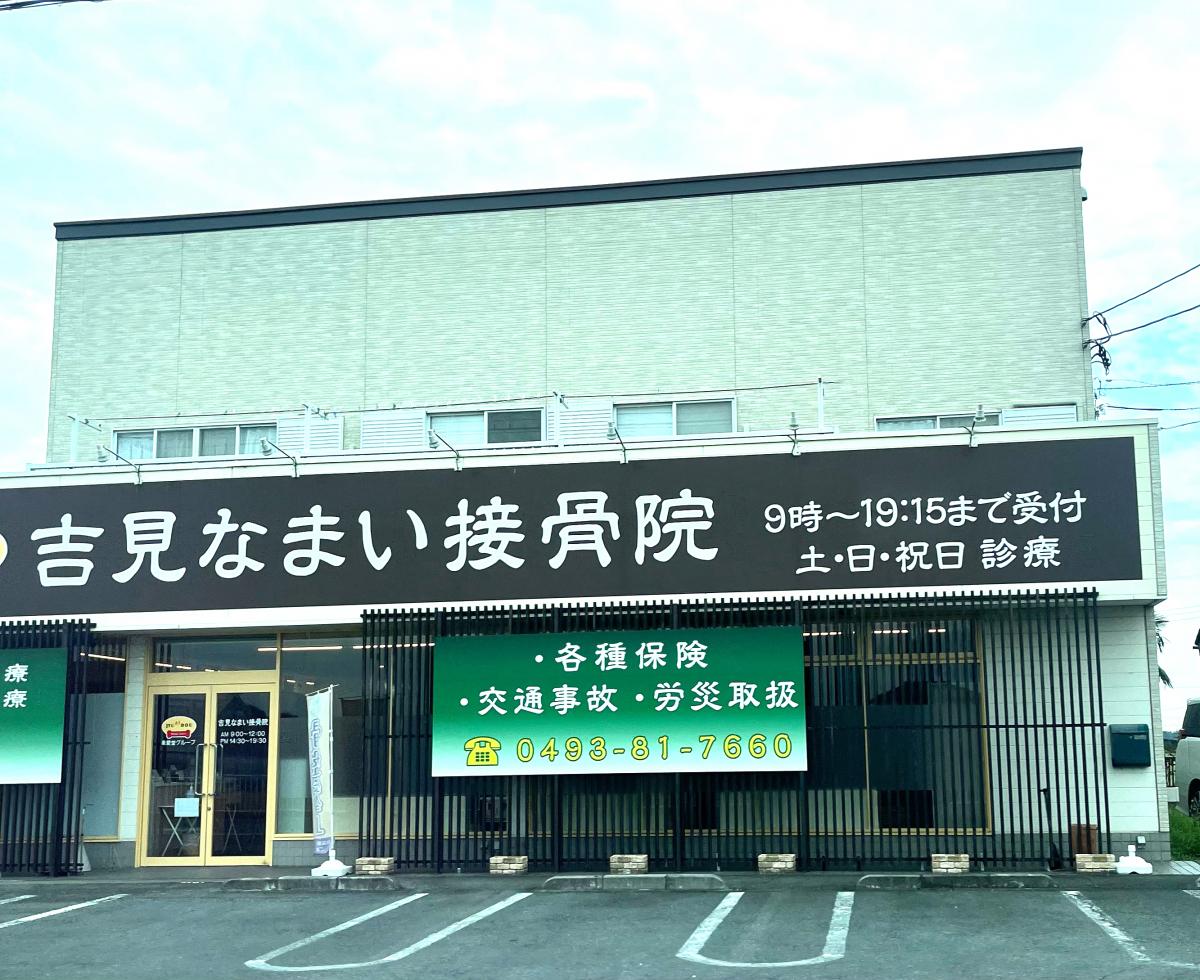 吉見なまい接骨院
9時～19:15まで受付
土・日・祝日 診療
療
療
・各種保険
・交通事故 ・労災取扱
0493-81-7660
吉見なまい接骨院
AM 9:00〜12:00
PM 14:30〜19:30